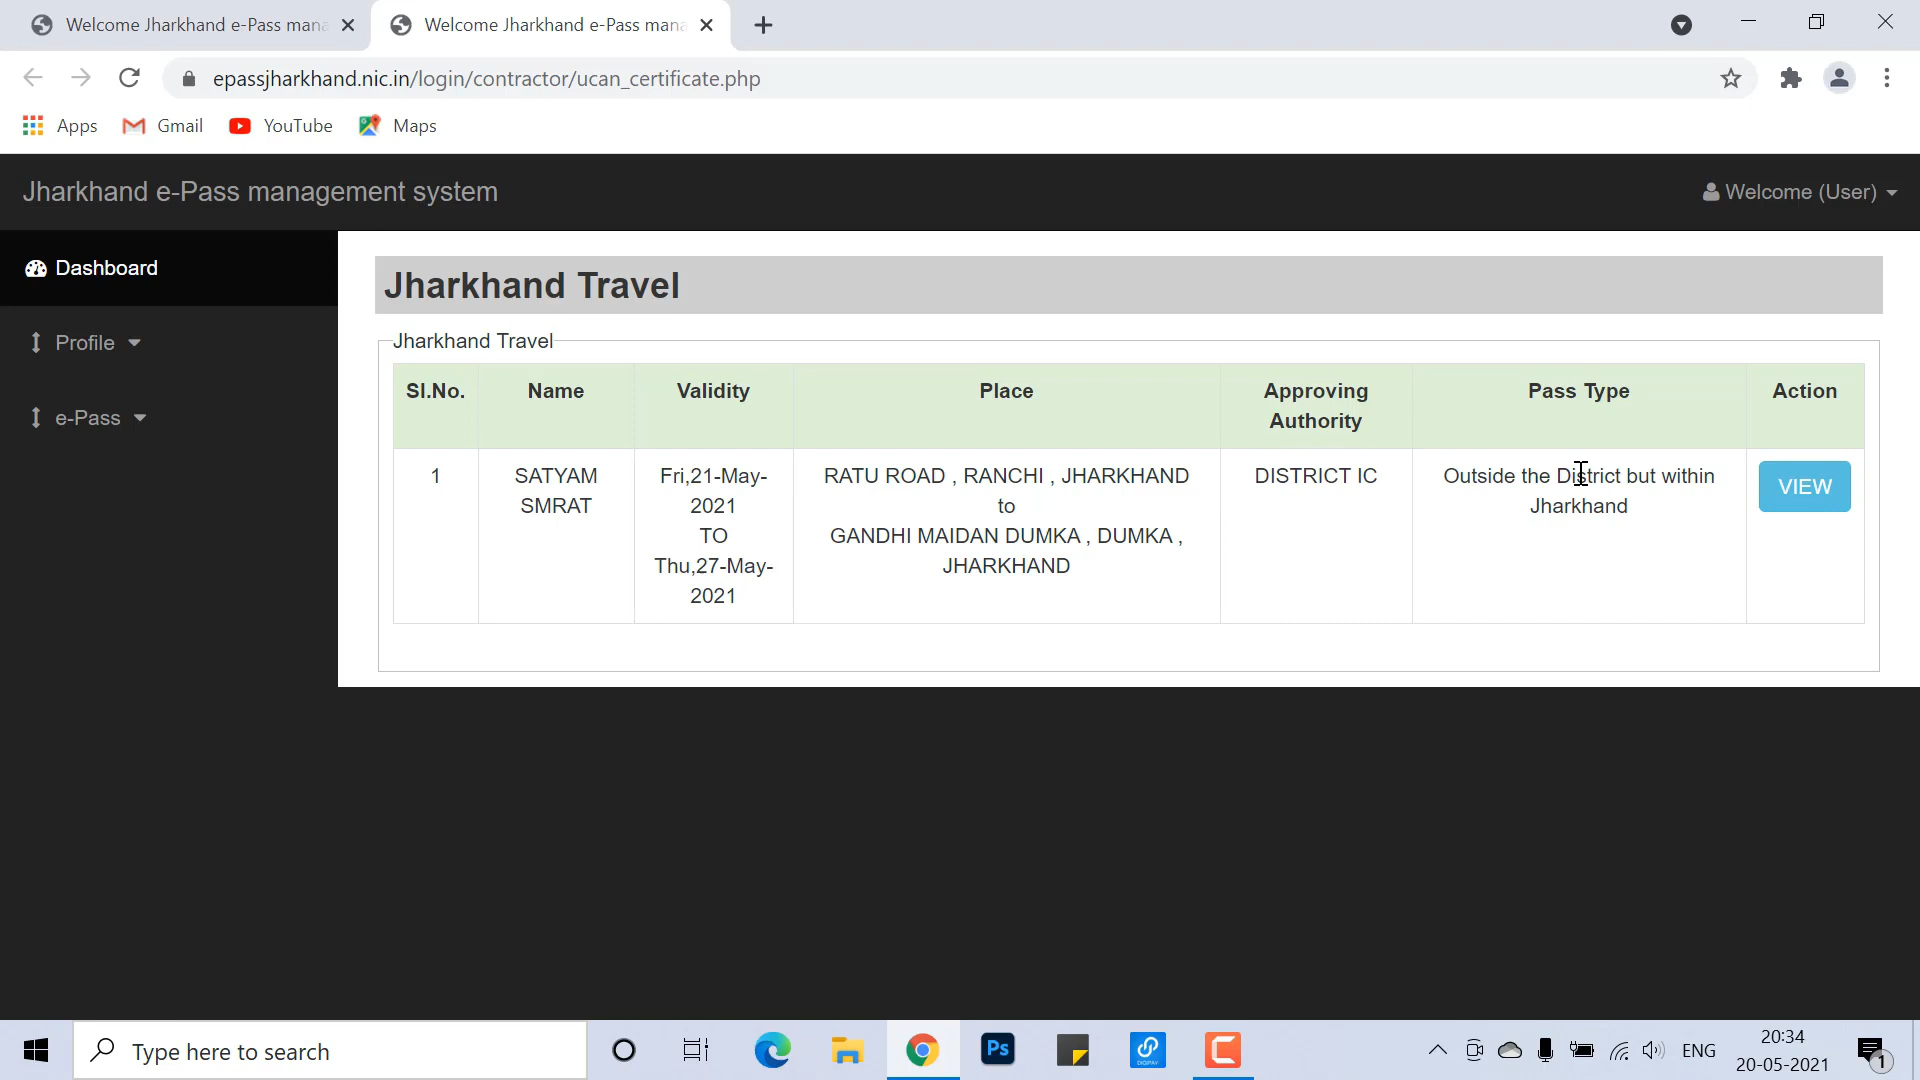 Welcome Jharkhand e-Pass mana
Welcome Jharkhand e-Pass mana
epassjharkhand.nic.in/login/contractor/ucan_certificate.php
Apps
Gmail
YouTube
Maps
Jharkhand e-Pass management system
Welcome (User)
Dashboard
Profile
e-Pass
Jharkhand Travel
Jharkhand Travel
Sl.No.
Name
Validity
Place
Approving
Authority
Pass Type
Action
1
SATYAM
SMRAT
Fri,21-May-
2021
TO
Thu,27-May-
2021
RATU ROAD , RANCHI , JHARKHAND
to
GANDHI MAIDAN DUMKA , DUMKA ,
JHARKHAND
DISTRICT IC
Outside the District but within
Jharkhand
VIEW
Type here to search
Ps
DIGIPAY
ENG
20:34
20-05-2021
1